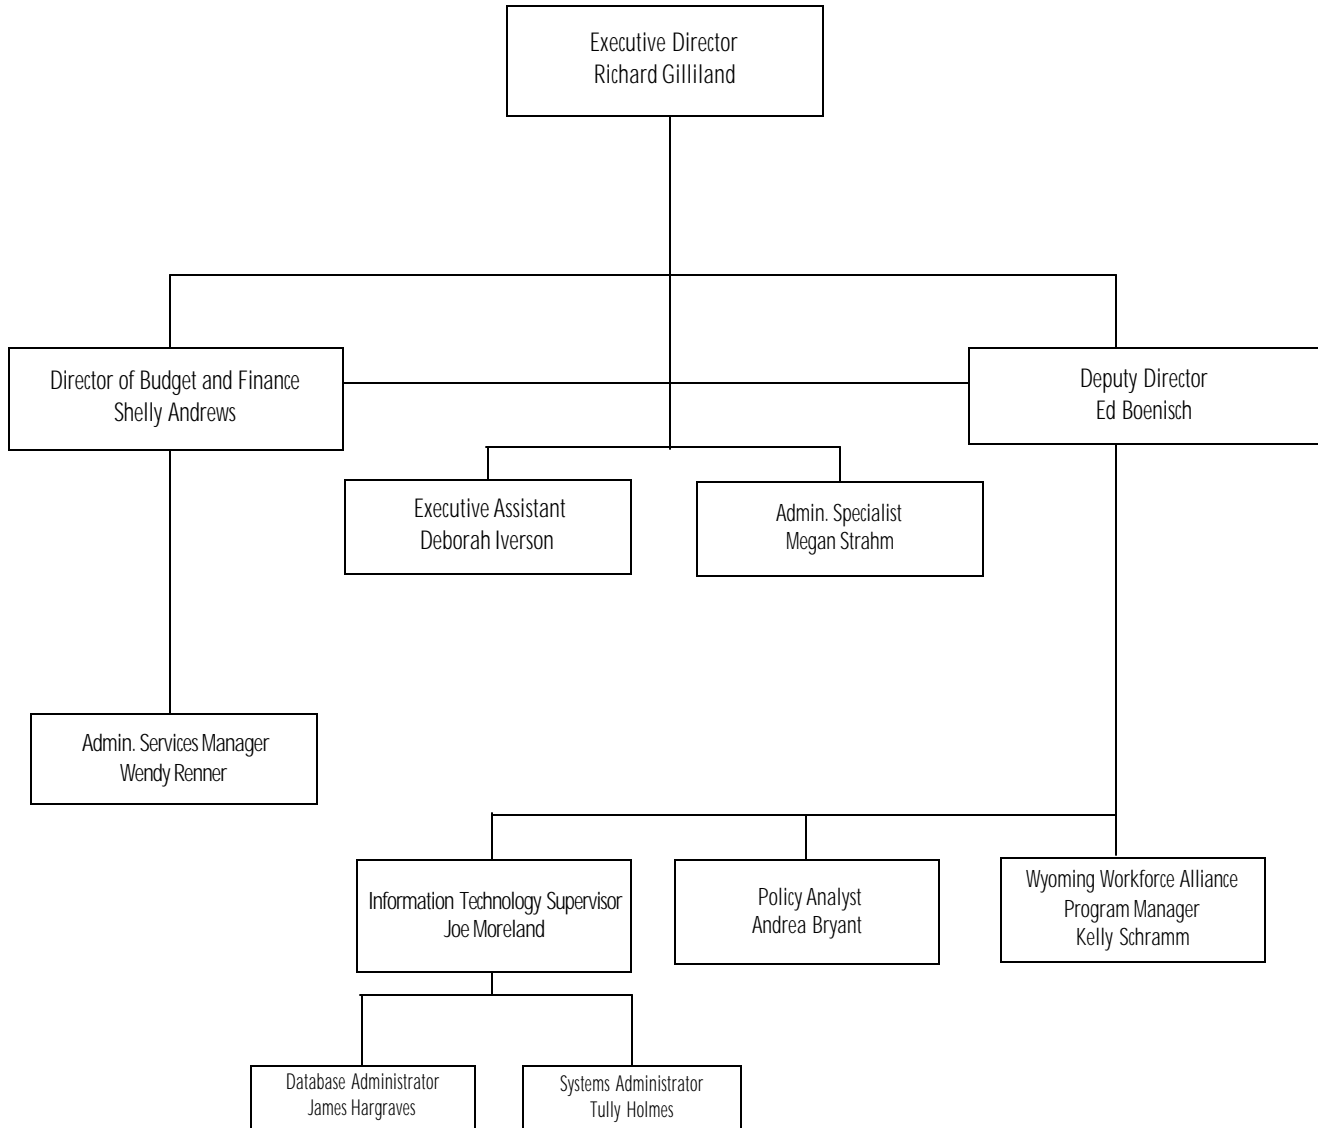 Executive Director
Richard Gilliland
Director of Budget and Finance
Shelly Andrews
Deputy Director
Ed Boenisch
Executive Assistant
Deborah Iverson
Admin. Specialist
Megan Strahm
Admin. Services Manager
Wendy Renner
Information Technology Supervisor
Joe Moreland
Policy Analyst
Andrea Bryant
Wyoming Workforce Alliance
Program Manager
Kelly Schramm
Database Administrator
James Hargraves
Systems Administrator
Tully Holmes